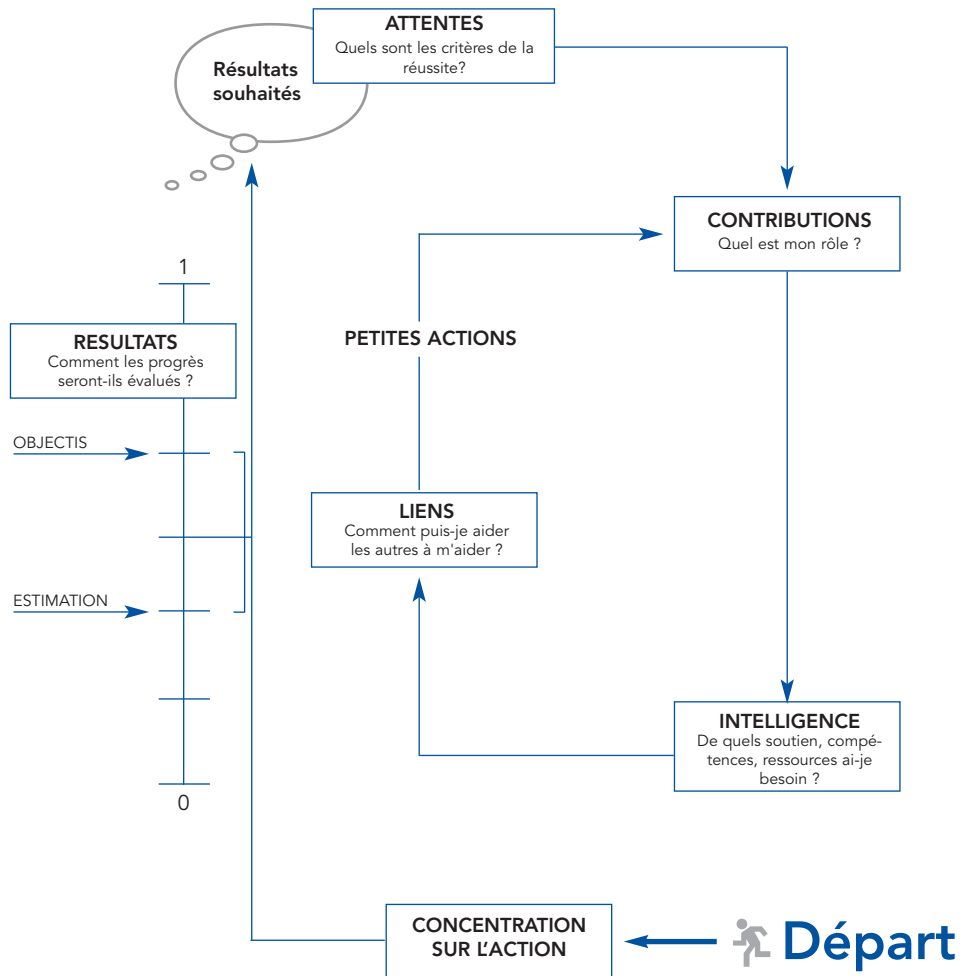 ATTENTES
Quels sont les critères de la
réussite?
Résultats
souhaités
CONTRIBUTIONS
Quel est mon rôle ?
1
PETITES ACTIONS
RESULTATS
Comment les progrès
seront-ils évalués ?
OBJECTIS
LIENS
Comment puis-je aider
les autres à m'aider ?
ESTIMATION
INTELLIGENCE
De quels soutien, compé-
tences, ressources ai-je
besoin ?
0
CONCENTRATION
SUR L'ACTION
Départ